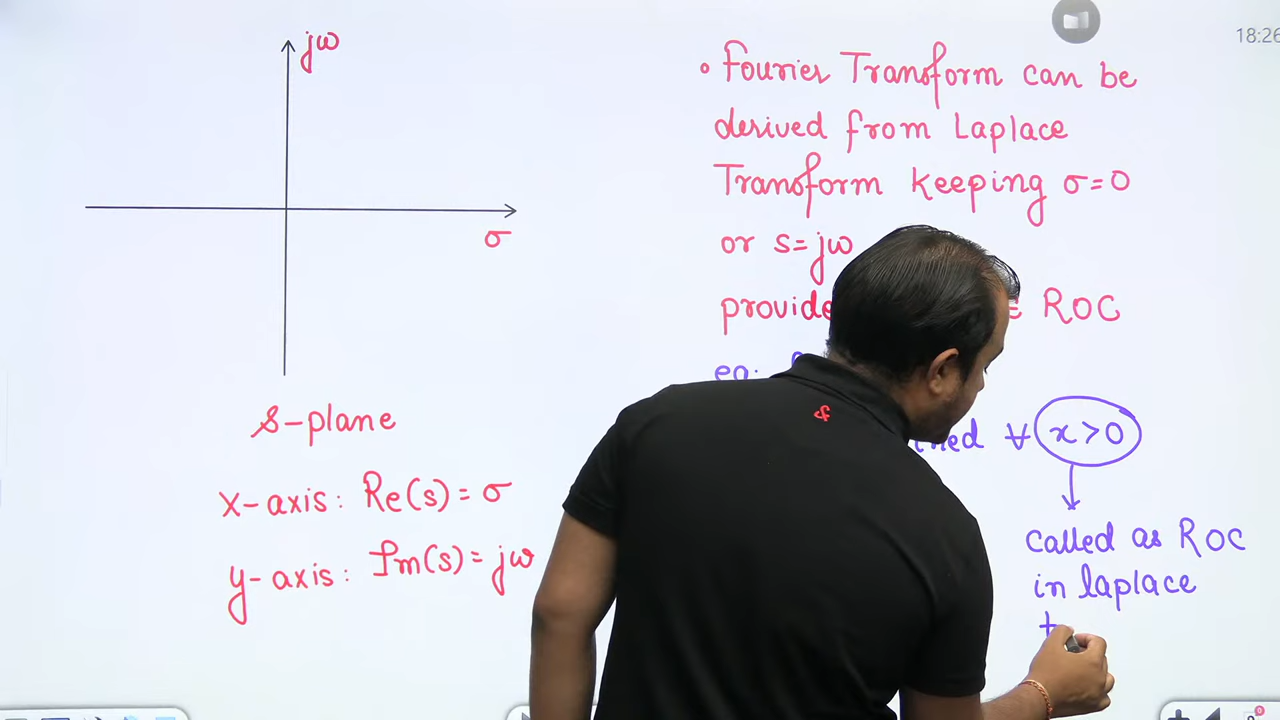 jω
σ
s-plane
x-axis: Re(s) = σ
y-axis: Im(s) = jω
18:26
• Fourier Transform can be
derived from Laplace
Transform keeping σ=0
or s=jω
ROC
eg:
∀ x>0
called as ROC
in laplace